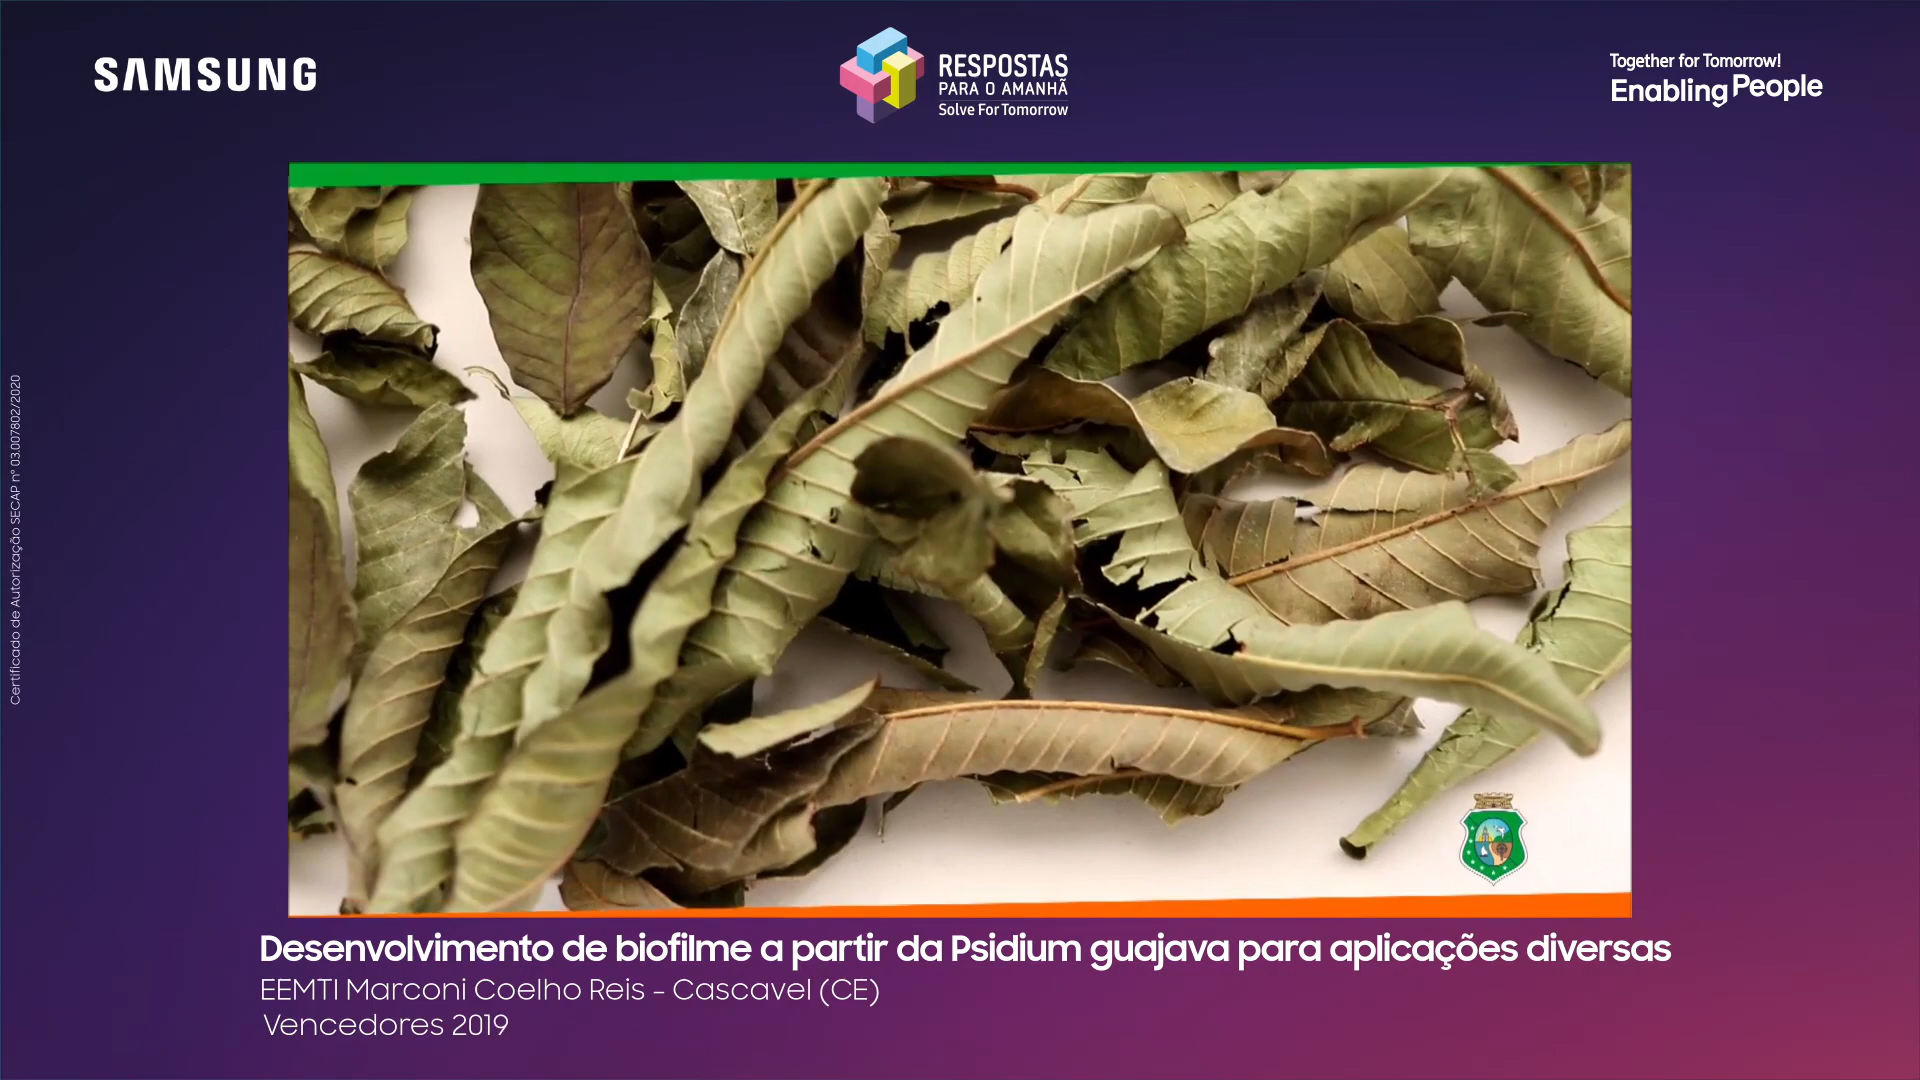 SAMSUNG
RESPOSTAS
PARA O AMANHÃ
Solve For Tomorrow
Together for Tomorrow!
Enabling People
Certificado de Autorização SECAP nº 03.007802/2020
Desenvolvimento de biofilme a partir da Psidium guajava para aplicações diversas
EEMTI Marconi Coelho Reis – Cascavel (CE)
Vencedores 2019